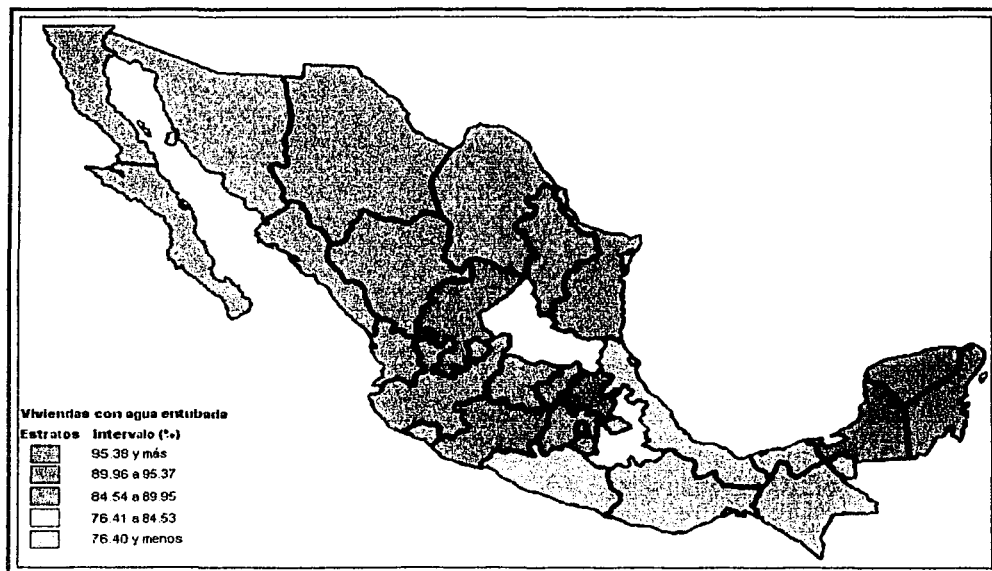 Viviendas con agua entubada
Estratos Intervalo (%)
95.38 y más
89.96 a 95.37
84.54 a 89.95
76.41 a 84.53
76.40 y menos